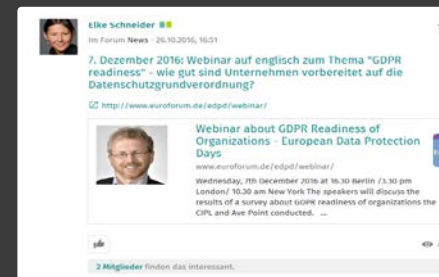 Elke Schneider
Im Forum News - 26.10.2016, 16:51
7. Dezember 2016: Webinar auf englisch zum Thema "GDPR
readiness" - wie gut sind Unternehmen vorbereitet auf die
Datenschutzgrundverordnung?
http://www.euroforum.de/edpd/webinar/
Webinar about GDPR Readiness of
Organizations - European Data Protection
Days
www.euroforum.de/edpd/webinar/
Wednesday, 7th December 2016 at 16.30 Berlin /3.30 pm
London/ 10.30 am New York The speakers will discuss the
results of a survey about GDPR readiness of organizations the
CIPL and Ave Point conducted. ...
2 Mitglieder finden das interessant.